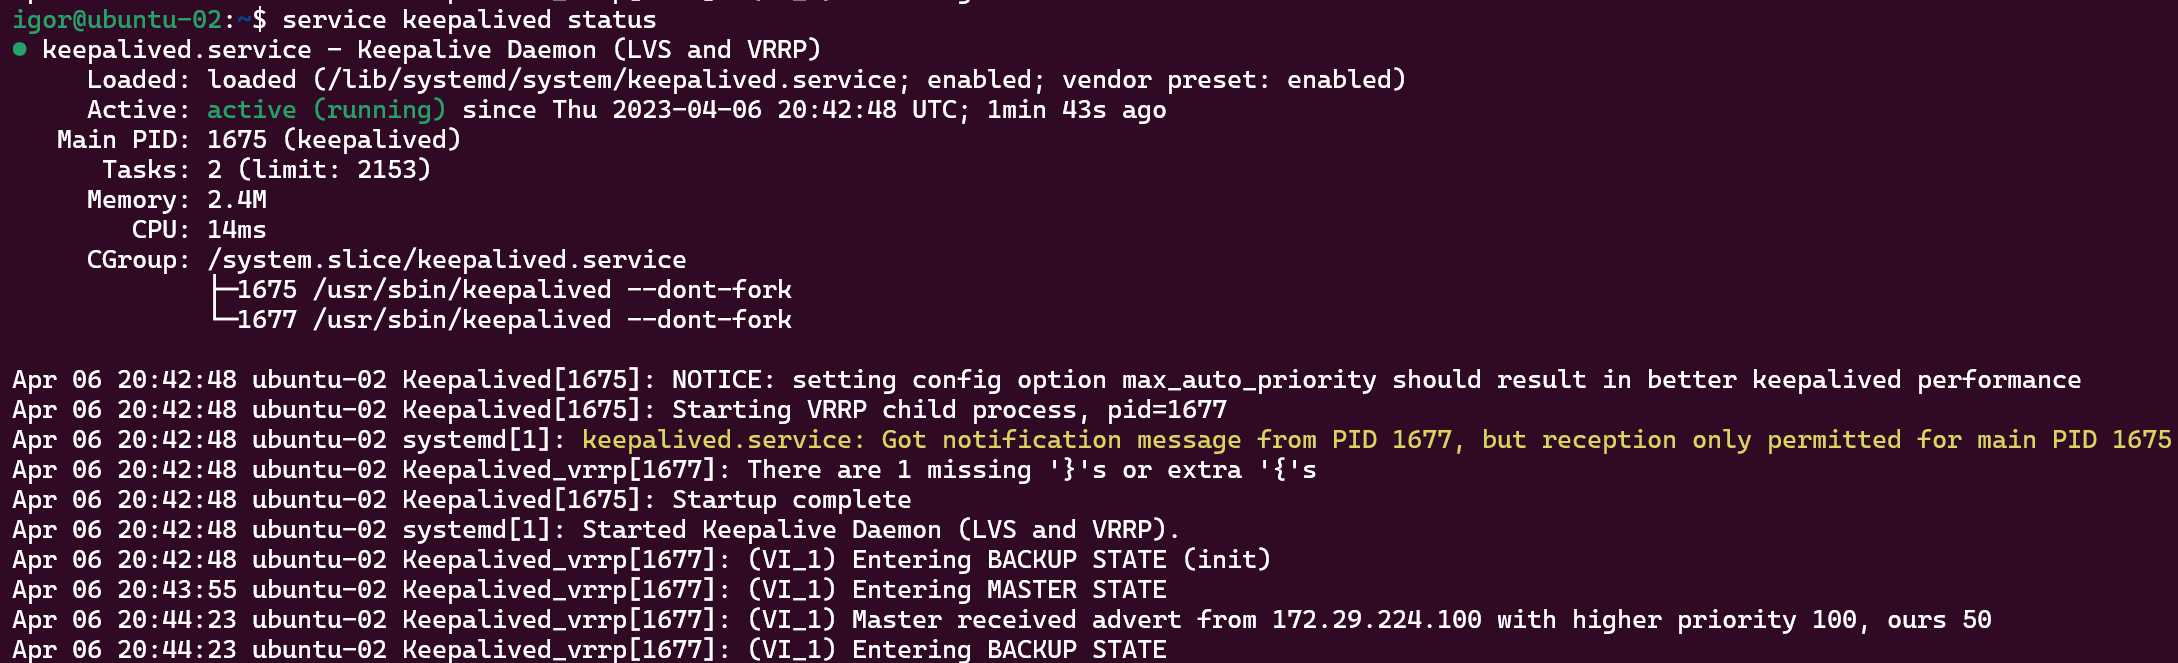 igor@ubuntu-02:~$ service keepalived status
● keepalived.service - Keepalive Daemon (LVS and VRRP)
     Loaded: loaded (/lib/systemd/system/keepalived.service; enabled; vendor preset: enabled)
     Active: active (running) since Thu 2023-04-06 20:42:48 UTC; 1min 43s ago
   Main PID: 1675 (keepalived)
      Tasks: 2 (limit: 2153)
     Memory: 2.4M
        CPU: 14ms
     CGroup: /system.slice/keepalived.service
             ├─1675 /usr/sbin/keepalived --dont-fork
             └─1677 /usr/sbin/keepalived --dont-fork

Apr 06 20:42:48 ubuntu-02 Keepalived[1675]: NOTICE: setting config option max_auto_priority should result in better keepalived performance
Apr 06 20:42:48 ubuntu-02 Keepalived[1675]: Starting VRRP child process, pid=1677
Apr 06 20:42:48 ubuntu-02 systemd[1]: keepalived.service: Got notification message from PID 1677, but reception only permitted for main PID 1675
Apr 06 20:42:48 ubuntu-02 Keepalived_vrrp[1677]: There are 1 missing '}'s or extra '{'s
Apr 06 20:42:48 ubuntu-02 Keepalived[1675]: Startup complete
Apr 06 20:42:48 ubuntu-02 systemd[1]: Started Keepalive Daemon (LVS and VRRP).
Apr 06 20:42:48 ubuntu-02 Keepalived_vrrp[1677]: (VI_1) Entering BACKUP STATE (init)
Apr 06 20:43:55 ubuntu-02 Keepalived_vrrp[1677]: (VI_1) Entering MASTER STATE
Apr 06 20:44:23 ubuntu-02 Keepalived_vrrp[1677]: (VI_1) Master received advert from 172.29.224.100 with higher priority 100, ours 50
Apr 06 20:44:23 ubuntu-02 Keepalived_vrrp[1677]: (VI_1) Entering BACKUP STATE